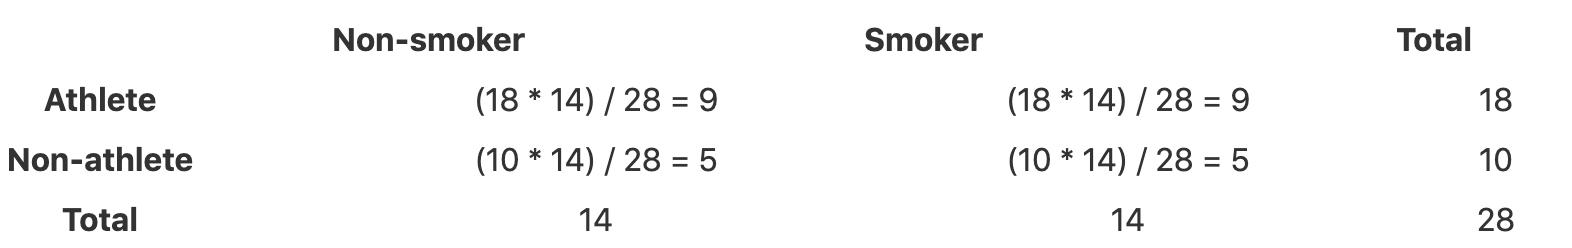 Non-smoker Smoker Total
Athlete (18 * 14) / 28 = 9 (18 * 14) / 28 = 9 18
Non-athlete (10 * 14) / 28 = 5 (10 * 14) / 28 = 5 10
Total 14 14 28